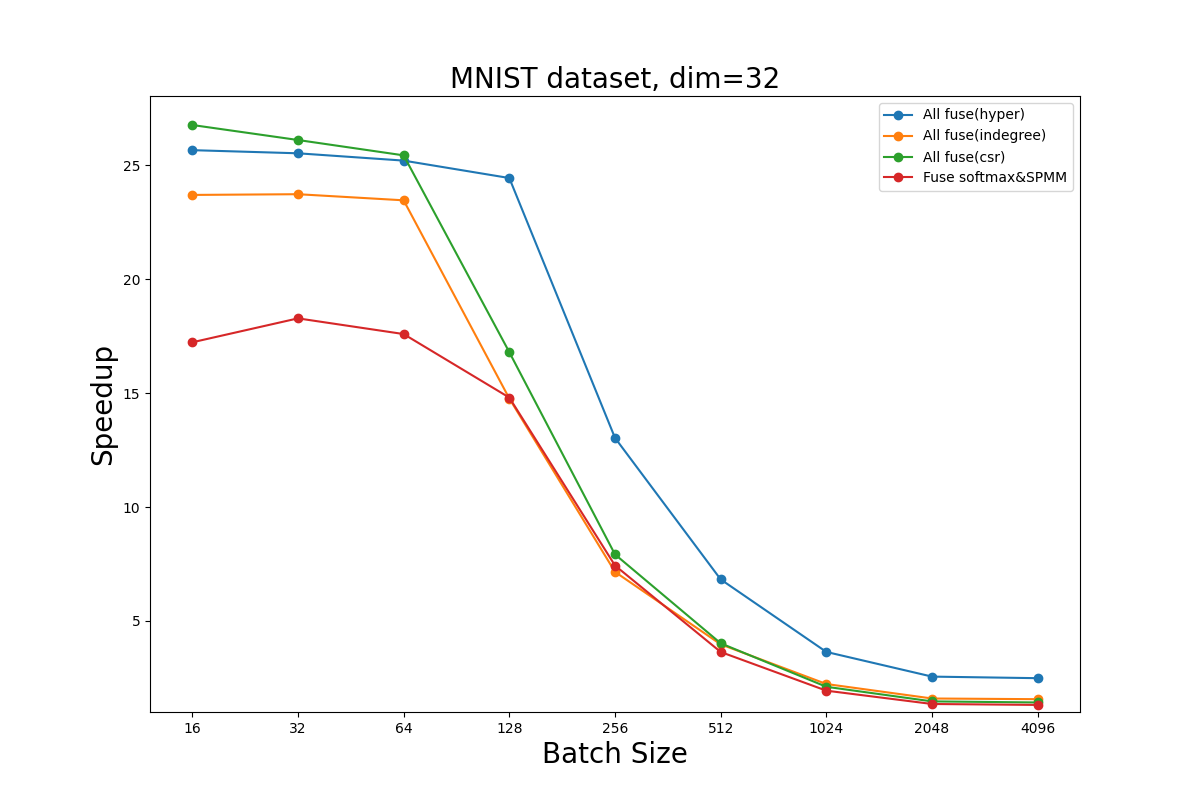 MNIST dataset, dim=32
All fuse(hyper)
All fuse(indegree)
All fuse(csr)
Fuse softmax&SPMM
25
20
15
10
5
Speedup
16 32 64 128 256 512 1024 2048 4096
Batch Size